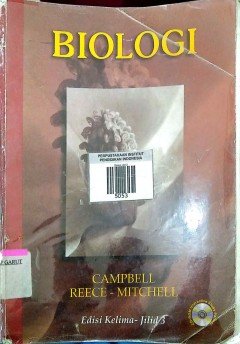 BIOLOGI
PERPUSTAKAAN INSTITUT
PENDIDIKAN INDONESIA
5053
GARUT
CAMPBELL
REECE - MITCHELL
Edisi Kelima - Jilid 3